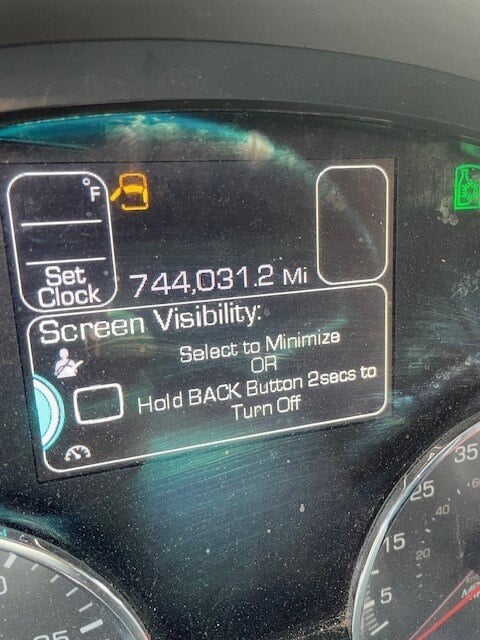 °F
Set
Clock
744,031.2 Mi
Screen Visibility:
Select to Minimize
OR
Hold BACK Button 2secs to
Turn Off
35
25
15
5
60
40
20